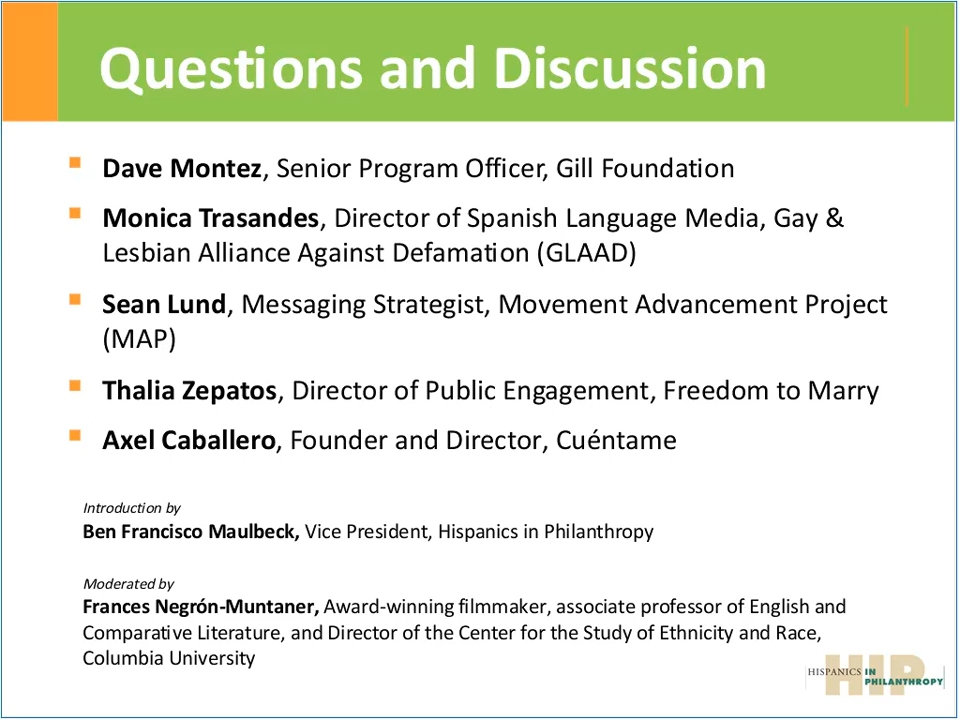 Questions and Discussion
Dave Montez, Senior Program Officer, Gill Foundation
Monica Trasandes, Director of Spanish Language Media, Gay &
Lesbian Alliance Against Defamation (GLAAD)
Sean Lund, Messaging Strategist, Movement Advancement Project
(MAP)
Thalia Zepatos, Director of Public Engagement, Freedom to Marry
Axel Caballero, Founder and Director, Cuéntame
Introduction by
Ben Francisco Maulbeck, Vice President, Hispanics in Philanthropy
Moderated by
Frances Negrón-Muntaner, Award-winning filmmaker, associate professor of English and
Comparative Literature, and Director of the Center for the Study of Ethnicity and Race,
Columbia University
HIP
HISPANICS IN
PHILANTHROPY